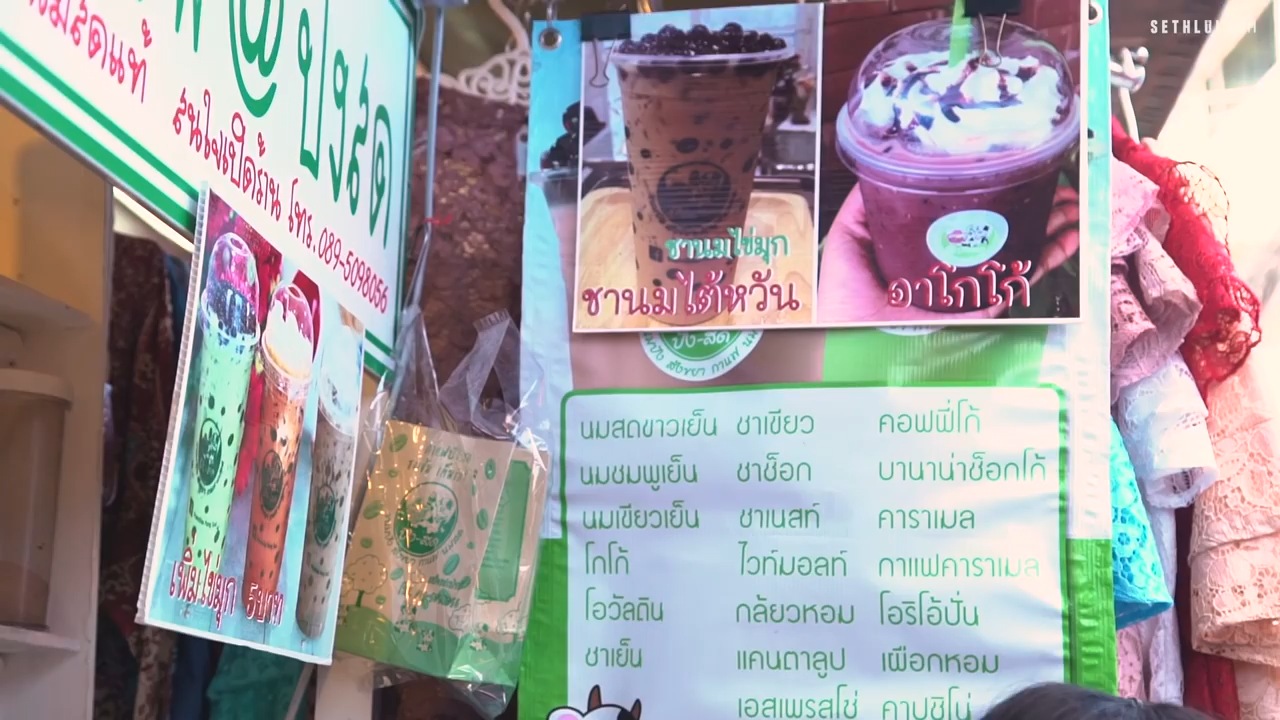 SETHLUI.COM
@ปังสด
นมสดแท้
สนใจเปิดร้าน โทร.089-5098056
เพิ่มไข่มุก 5บาท
ชานมไข่มุก
ชานมไต้หวัน
อาโกโก้
ปัง-สด
สังขยา กาแฟ นม
นมสดขาวเย็น ชาเขียว คอฟฟี่โก้
นมชมพูเย็น ชาช็อก บานาน่าช็อกโก้
นมเขียวเย็น ชาเนสท์ คาราเมล
โกโก้ ไวท์มอลท์ กาแฟคาราเมล
โอวัลติน กล้วยหอม โอริโอ้ปั่น
ชาเย็น แคนตาลูป เผือกหอม
เอสเพรสโซ่ คาปูชิโน่